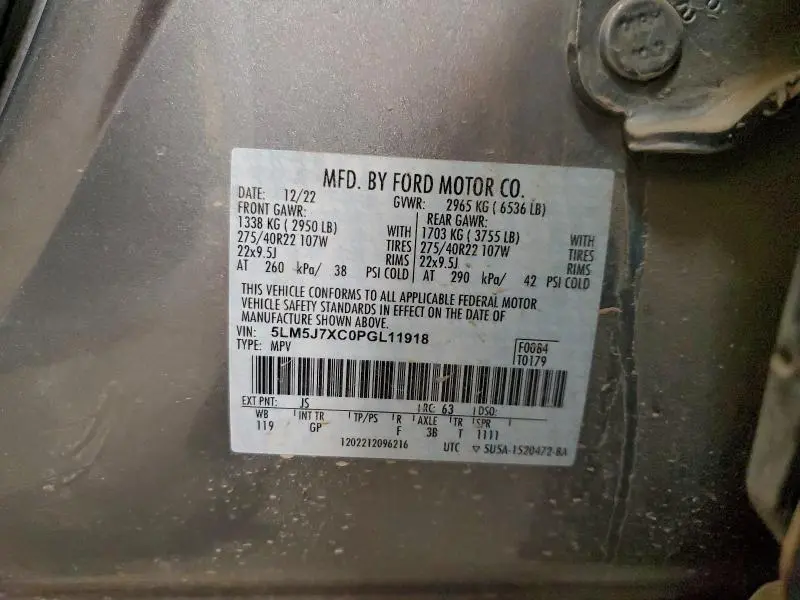 MFD. BY FORD MOTOR CO.
DATE: 12/22 GVWR: 2965 KG ( 6536 LB)
FRONT GAWR: REAR GAWR:
1338 KG ( 2950 LB) WITH 1703 KG ( 3755 LB) WITH
275/40R22 107W TIRES 275/40R22 107W TIRES
22x9.5J RIMS 22x9.5J RIMS
AT 260 kPa/ 38 PSI COLD AT 290 kPa/ 42 PSI COLD
THIS VEHICLE CONFORMS TO ALL APPLICABLE FEDERAL MOTOR
VEHICLE SAFETY STANDARDS IN EFFECT ON THE DATE OF
MANUFACTURE SHOWN ABOVE.
VIN: 5LM5J7XC0PGL11918
TYPE: MPV
F0084
T0179
EXT PNT: JS RC: 63 DSO:
WB INT TR TP/PS R AXLE TR SPR
119 GP F 3B T 1111
1202212096216 UTC ▽ SU5A-1520472-BA